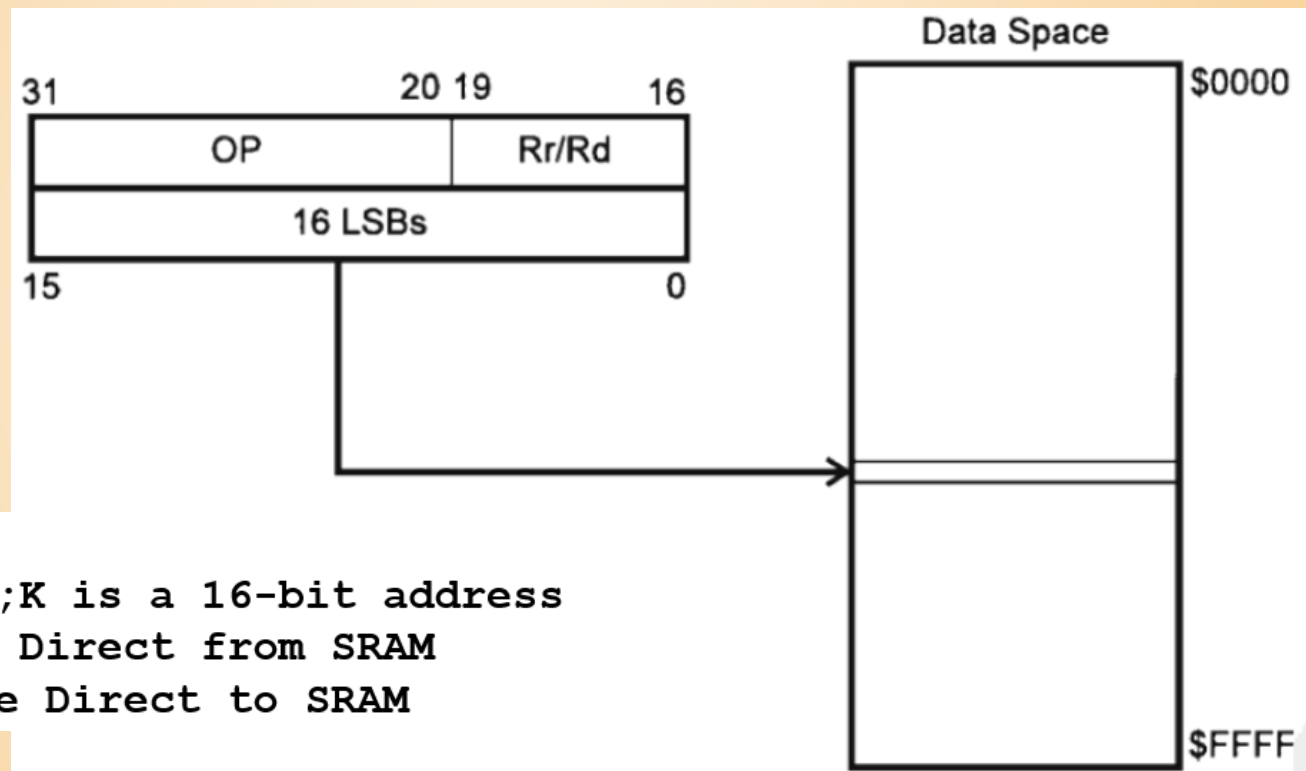 Data Space
$0000
31 20 19 16
OP Rr/Rd
16 LSBs
15 0
;K is a 16-bit address
Direct from SRAM
Direct to SRAM
$FFFF